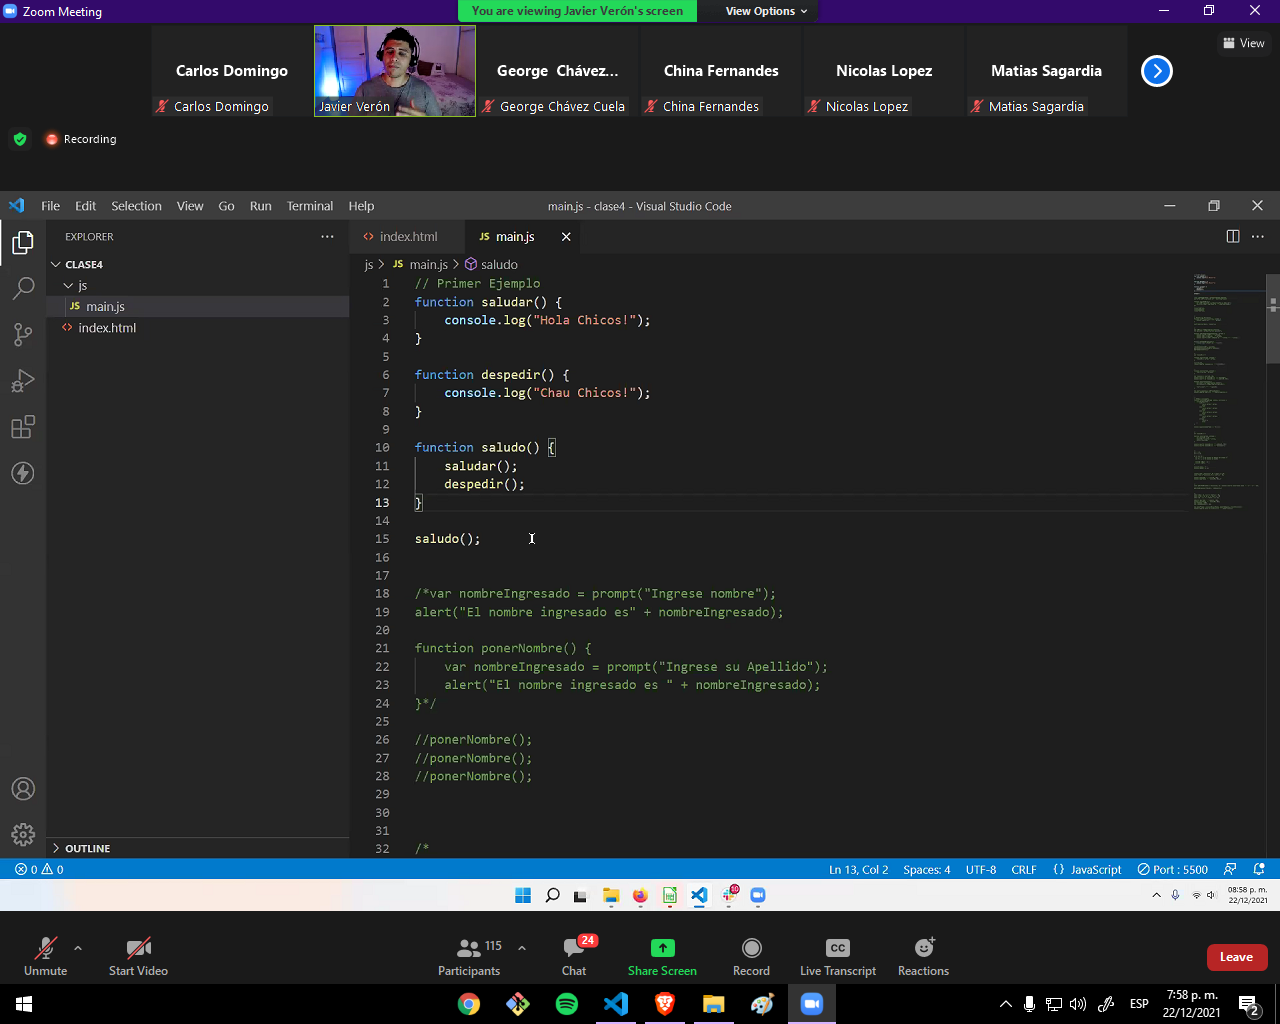 Zoom Meeting
You are viewing Javier Verón's screen
View Options
Carlos Domingo
Carlos Domingo
Javier Verón
George Chávez...
George Chávez Cuela
China Fernandes
China Fernandes
Nicolas Lopez
Nicolas Lopez
Matias Sagardia
Matias Sagardia
View
Recording
File Edit Selection View Go Run Terminal Help
main.js - clase4 - Visual Studio Code
EXPLORER
index.html
JS main.js
CLASE4
js
JS main.js
index.html
js > JS main.js > saludo
1 // Primer Ejemplo
2 function saludar() {
3 console.log("Hola Chicos!");
4 }
5
6 function despedir() {
7 console.log("Chau Chicos!");
8 }
9
10 function saludo() {
11 saludar();
12 despedir();
13 }
14
15 saludo();
16
17
18 /*var nombreIngresado = prompt("Ingrese nombre");
19 alert("El nombre ingresado es" + nombreIngresado);
20
21 function ponerNombre() {
22 var nombreIngresado = prompt("Ingrese su Apellido");
23 alert("El nombre ingresado es " + nombreIngresado);
24 }*/
25
26 //ponerNombre();
27 //ponerNombre();
28 //ponerNombre();
29
30
31
32 /*
OUTLINE
0 0
Ln 13, Col 2 Spaces: 4 UTF-8 CRLF {} JavaScript Port : 5500
10
08:58 p. m.
22/12/2021
Unmute
Start Video
115
Participants
24
Chat
Share Screen
Record
CC
Live Transcript
Reactions
Leave
ESP
7:58 p. m.
22/12/2021
2